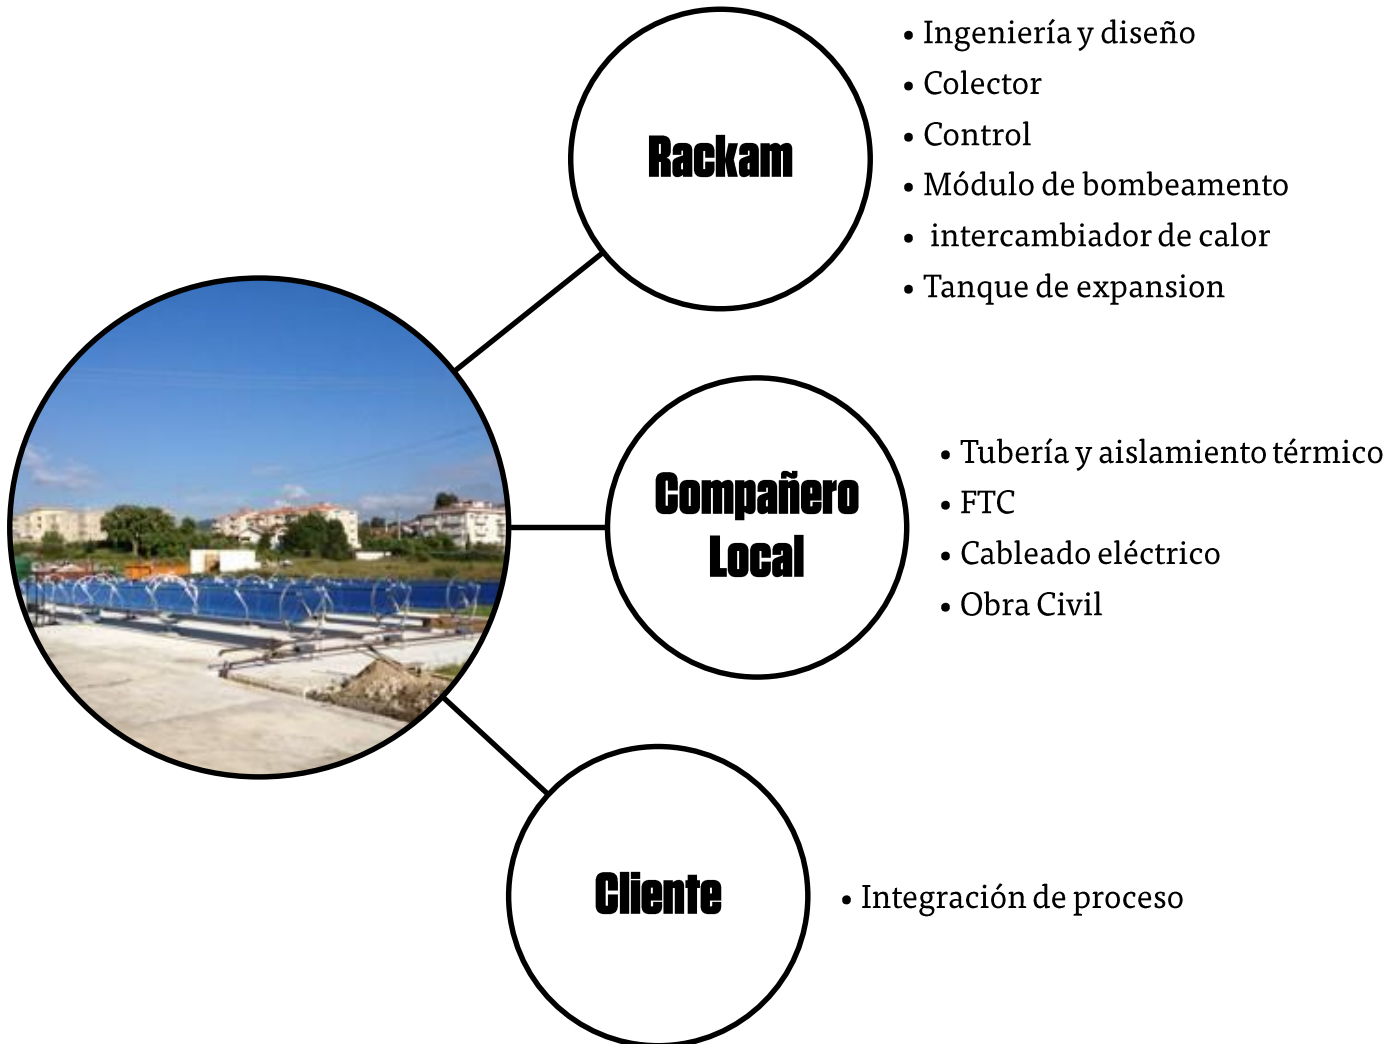 Rackam
• Ingeniería y diseño
• Colector
• Control
• Módulo de bombeamento
• intercambiador de calor
• Tanque de expansion
Compañero
Local
• Tubería y aislamiento térmico
• FTC
• Cableado eléctrico
• Obra Civil
Cliente
• Integración de proceso